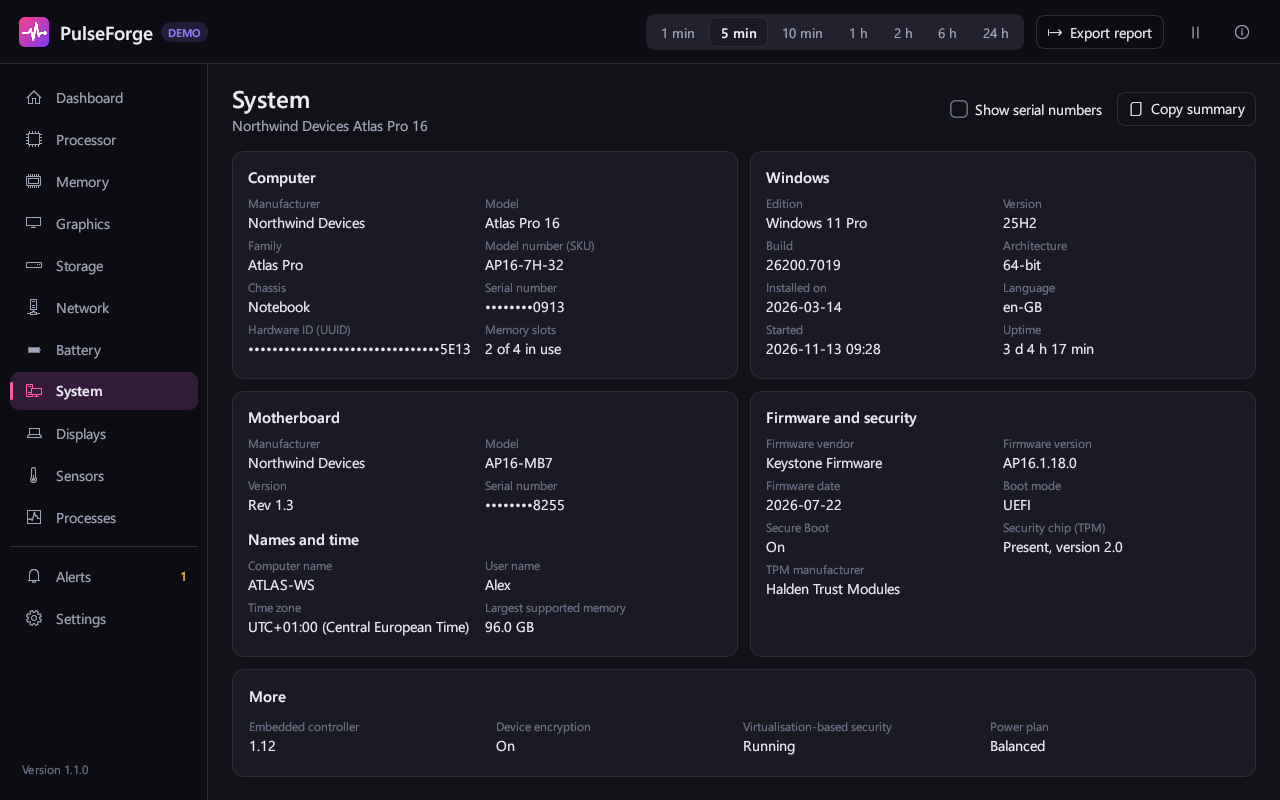 PulseForge DEMO
1 min 5 min 10 min 1 h 2 h 6 h 24 h
Export report
Dashboard
Processor
Memory
Graphics
Storage
Network
Battery
System
Displays
Sensors
Processes
Alerts 1
Settings
Version 1.1.0
System
Northwind Devices Atlas Pro 16
Show serial numbers
Copy summary
Computer
Manufacturer Model
Northwind Devices Atlas Pro 16
Family Model number (SKU)
Atlas Pro AP16-7H-32
Chassis Serial number
Notebook ••••••••0913
Hardware ID (UUID) Memory slots
••••••••••••••••••••••••••••••••5E13 2 of 4 in use
Windows
Edition Version
Windows 11 Pro 25H2
Build Architecture
26200.7019 64-bit
Installed on Language
2026-03-14 en-GB
Started Uptime
2026-11-13 09:28 3 d 4 h 17 min
Motherboard
Manufacturer Model
Northwind Devices AP16-MB7
Version Serial number
Rev 1.3 ••••••••8255
Names and time
Computer name User name
ATLAS-WS Alex
Time zone Largest supported memory
UTC+01:00 (Central European Time) 96.0 GB
Firmware and security
Firmware vendor Firmware version
Keystone Firmware AP16.1.18.0
Firmware date Boot mode
2026-07-22 UEFI
Secure Boot Security chip (TPM)
On Present, version 2.0
TPM manufacturer
Halden Trust Modules
More
Embedded controller Device encryption Virtualisation-based security Power plan
1.12 On Running Balanced